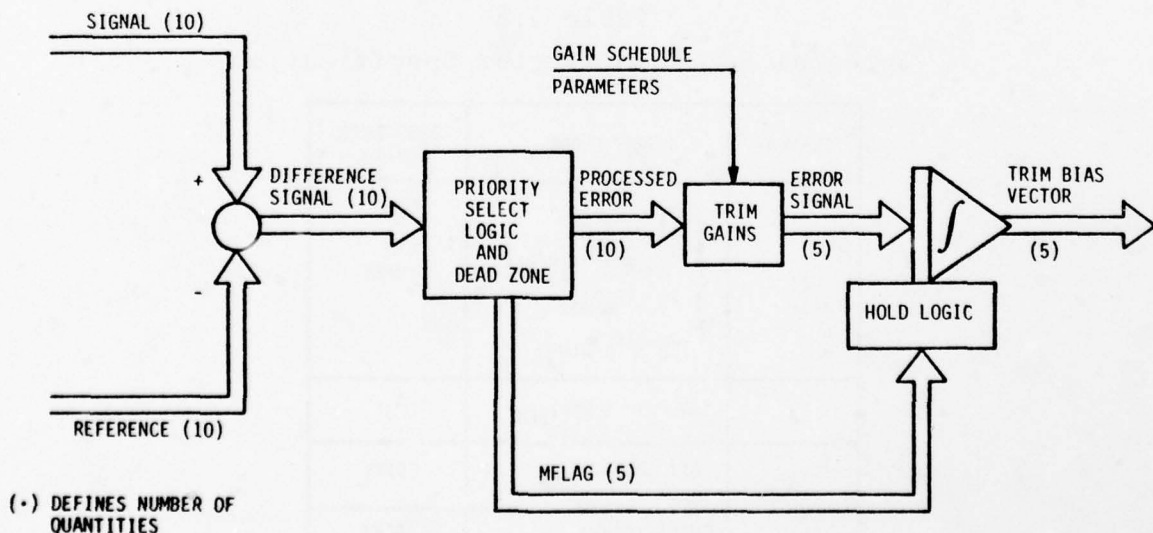 SIGNAL (10)
GAIN SCHEDULE
PARAMETERS
+
DIFFERENCE
SIGNAL (10)
PRIORITY
SELECT
LOGIC
AND
DEAD ZONE
PROCESSED
ERROR
(10)
TRIM
GAINS
ERROR
SIGNAL
(5)
∫
TRIM BIAS
VECTOR
(5)
-
HOLD LOGIC
REFERENCE (10)
MFLAG (5)
(·) DEFINES NUMBER OF
QUANTITIES